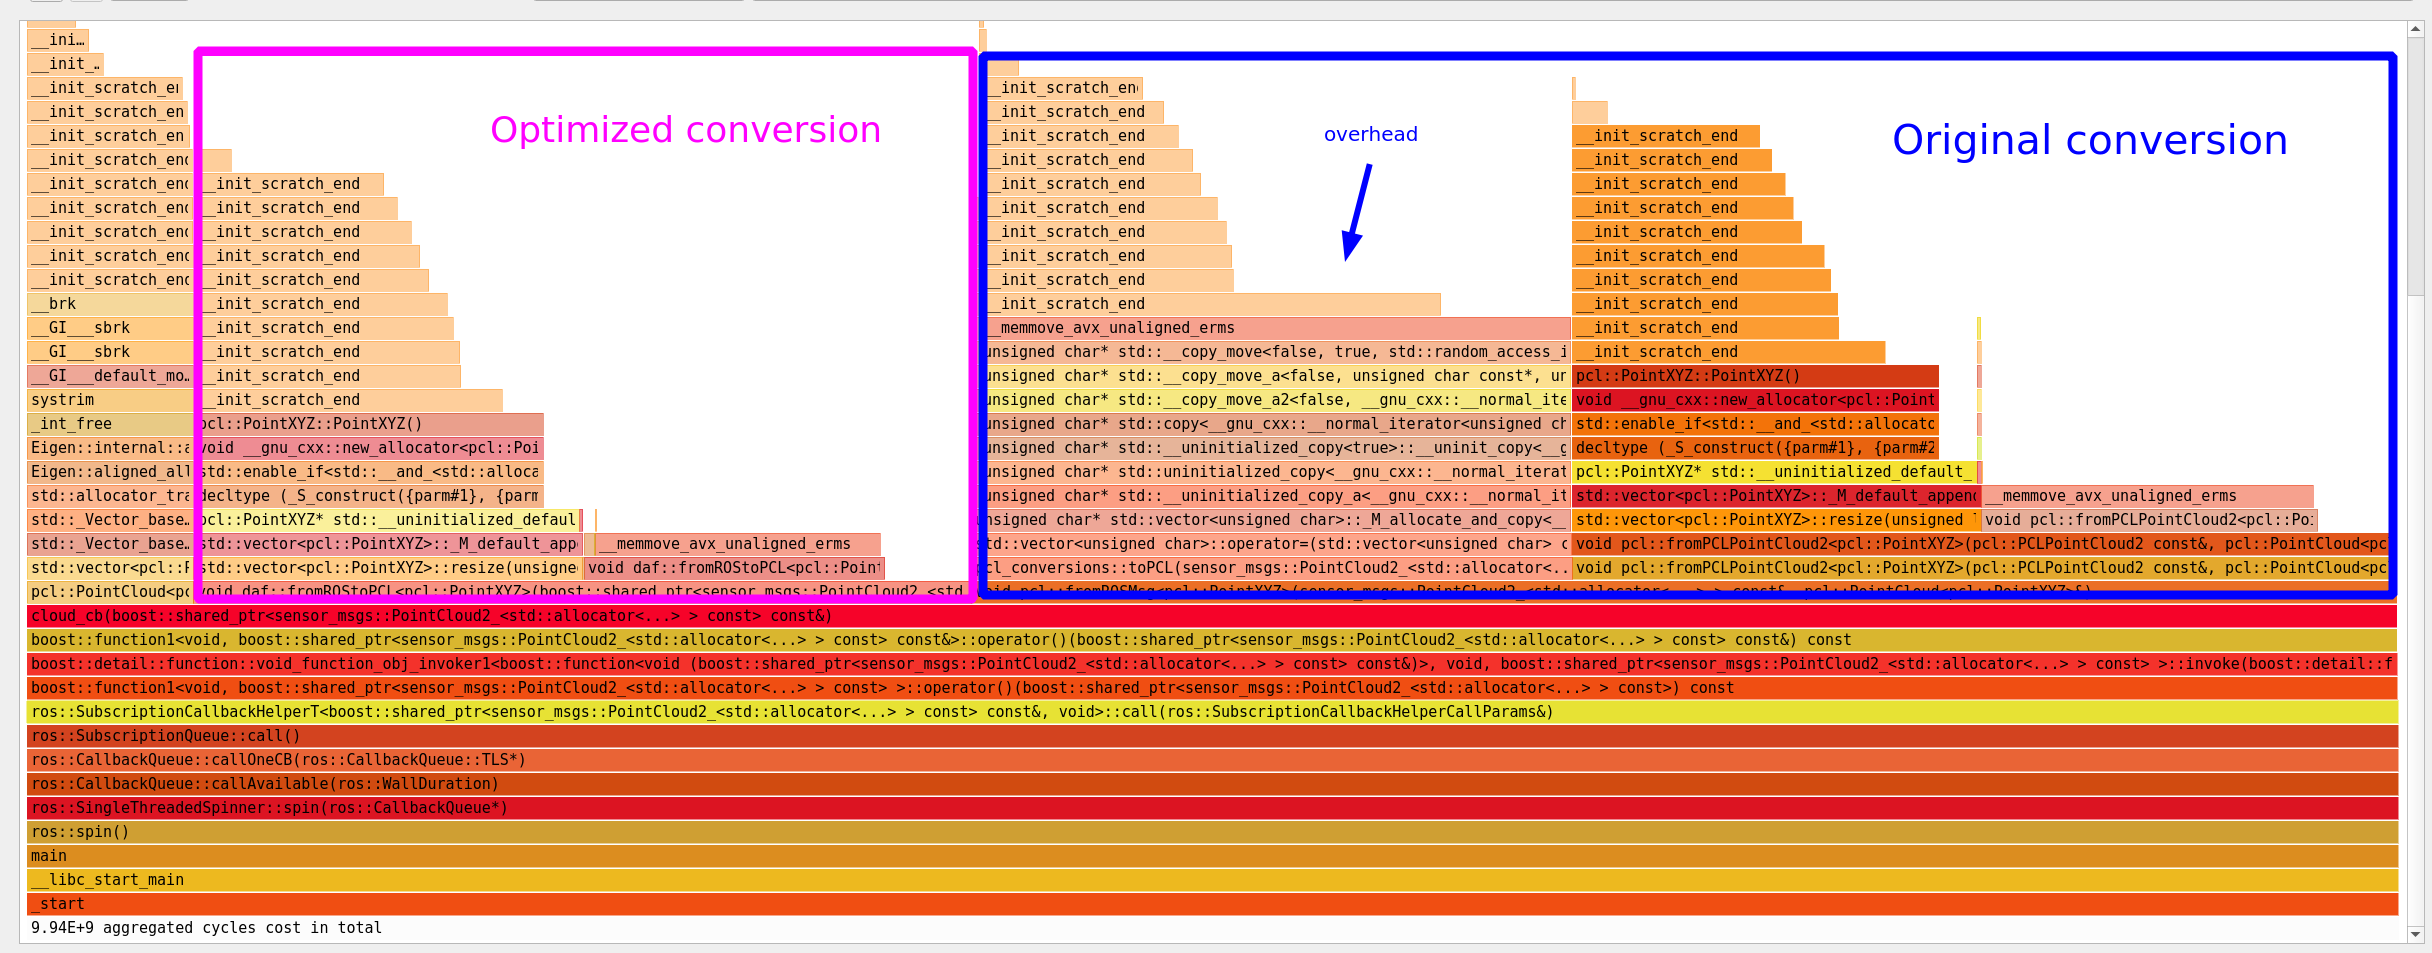 __ini…
__init_…
__init_scratch_er __init_scratch_end
__init_scratch_en __init_scratch_end
Optimized conversion
overhead
Original conversion
__init_scratch_en __init_scratch_end __init_scratch_end
__init_scratch_end __init_scratch_end __init_scratch_end
__init_scratch_end __init_scratch_end __init_scratch_end __init_scratch_end
__init_scratch_end __init_scratch_end __init_scratch_end __init_scratch_end
__init_scratch_end __init_scratch_end __init_scratch_end __init_scratch_end
__init_scratch_end __init_scratch_end __init_scratch_end __init_scratch_end
__init_scratch_end __init_scratch_end __init_scratch_end __init_scratch_end
__brk __init_scratch_end __init_scratch_end __init_scratch_end
__GI___sbrk __init_scratch_end __memmove_avx_unaligned_erms __init_scratch_end
__GI___sbrk __init_scratch_end unsigned char* std::__copy_move<false, true, std::random_access_i __init_scratch_end
__GI___default_mo… __init_scratch_end unsigned char* std::__copy_move_a<false, unsigned char const*, un pcl::PointXYZ::PointXYZ()
systrim __init_scratch_end unsigned char* std::__copy_move_a2<false, __gnu_cxx::__normal_ite void __gnu_cxx::new_allocator<pcl::Point
_int_free pcl::PointXYZ::PointXYZ() unsigned char* std::copy<__gnu_cxx::__normal_iterator<unsigned ch std::enable_if<std::__and_<std::allocato
Eigen::internal::a void __gnu_cxx::new_allocator<pcl::Poi unsigned char* std::__uninitialized_copy<true>::__uninit_copy<__g decltype (_S_construct({parm#1}, {parm#2
Eigen::aligned_all std::enable_if<std::__and_<std::alloca unsigned char* std::uninitialized_copy<__gnu_cxx::__normal_iterat pcl::PointXYZ* std::__uninitialized_default_
std::allocator_tra decltype (_S_construct({parm#1}, {parm unsigned char* std::__uninitialized_copy_a<__gnu_cxx::__normal_it std::vector<pcl::PointXYZ>::_M_default_append __memmove_avx_unaligned_erms
std::_Vector_base… pcl::PointXYZ* std::__uninitialized_defaul unsigned char* std::vector<unsigned char>::_M_allocate_and_copy<__ std::vector<pcl::PointXYZ>::resize(unsigned l void pcl::fromPCLPointCloud2<pcl::Po:
std::_Vector_base… std::vector<pcl::PointXYZ>::_M_default_app __memmove_avx_unaligned_erms std::vector<unsigned char>::operator=(std::vector<unsigned char> c void pcl::fromPCLPointCloud2<pcl::PointXYZ>(pcl::PCLPointCloud2 const&, pcl::PointCloud<pc
std::vector<pcl::F std::vector<pcl::PointXYZ>::resize(unsigne void daf::fromROStoPCL<pcl::Point pcl_conversions::toPCL(sensor_msgs::PointCloud2_<std::allocator<... void pcl::fromPCLPointCloud2<pcl::PointXYZ>(pcl::PCLPointCloud2 const&, pcl::PointCloud<pc
pcl::PointCloud<pc void daf::fromROStoPCL<pcl::PointXYZ>(boost::shared_ptr<sensor_msgs::PointCloud2_<std void pcl::fromROSMsg<pcl::PointXYZ>(sensor_msgs::PointCloud2_<std::allocator<...> > const&, pcl::PointCloud<pcl::PointXYZ>&)
cloud_cb(boost::shared_ptr<sensor_msgs::PointCloud2_<std::allocator<...> > const> const&)
boost::function1<void, boost::shared_ptr<sensor_msgs::PointCloud2_<std::allocator<...> > const> const&>::operator()(boost::shared_ptr<sensor_msgs::PointCloud2_<std::allocator<...> > const> const&) const
boost::detail::function::void_function_obj_invoker1<boost::function<void (boost::shared_ptr<sensor_msgs::PointCloud2_<std::allocator<...> > const> const&)>, void, boost::shared_ptr<sensor_msgs::PointCloud2_<std::allocator<...> > const> >::invoke(boost::detail::f
boost::function1<void, boost::shared_ptr<sensor_msgs::PointCloud2_<std::allocator<...> > const> >::operator()(boost::shared_ptr<sensor_msgs::PointCloud2_<std::allocator<...> > const>) const
ros::SubscriptionCallbackHelperT<boost::shared_ptr<sensor_msgs::PointCloud2_<std::allocator<...> > const> const&, void>::call(ros::SubscriptionCallbackHelperCallParams&)
ros::SubscriptionQueue::call()
ros::CallbackQueue::callOneCB(ros::CallbackQueue::TLS*)
ros::CallbackQueue::callAvailable(ros::WallDuration)
ros::SingleThreadedSpinner::spin(ros::CallbackQueue*)
ros::spin()
main
__libc_start_main
_start
9.94E+9 aggregated cycles cost in total